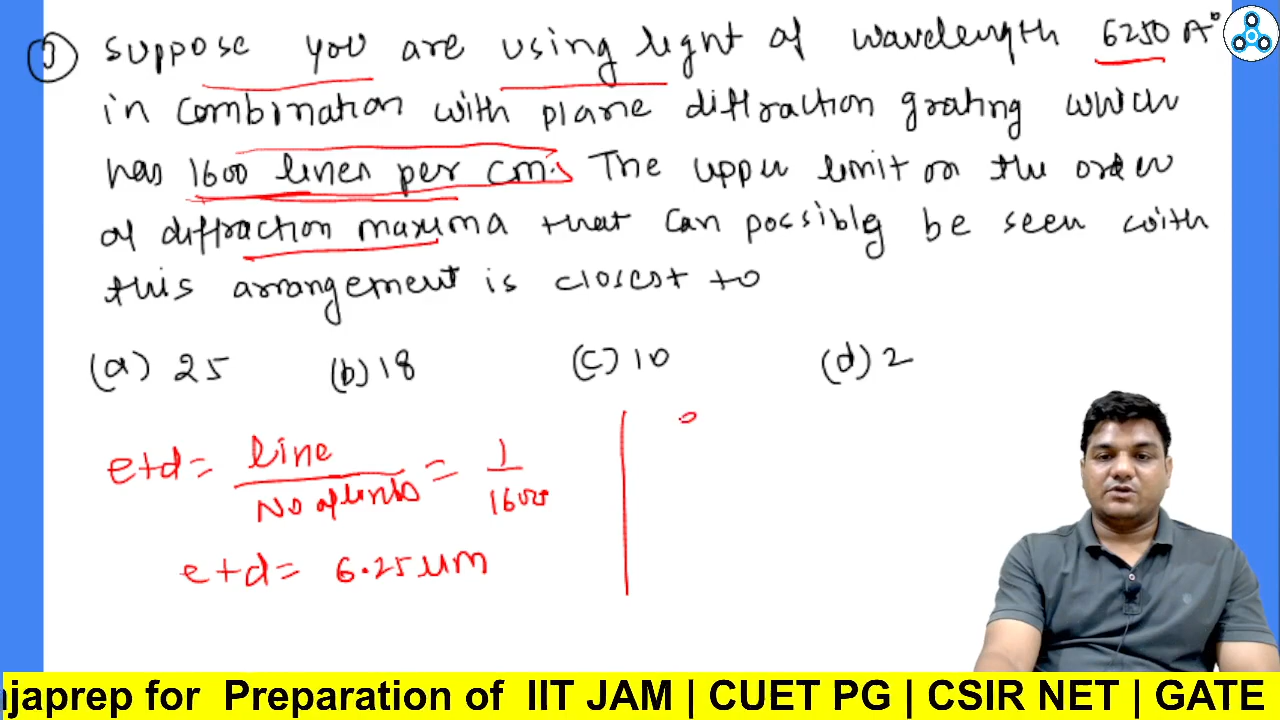 Suppose you are using light of wavelength 6250 A°
in combination with plane diffraction grating which
has 1600 lines per cm. The upper limit on the order
of diffraction maxima that can possibly be seen with
this arrangement is closest to
(a) 25 (b) 18 (c) 10 (d) 2
e+d = line / No of lines = 1 / 1600
e+d = 6.25 um
njaprep for Preparation of IIT JAM | CUET PG | CSIR NET | GATE